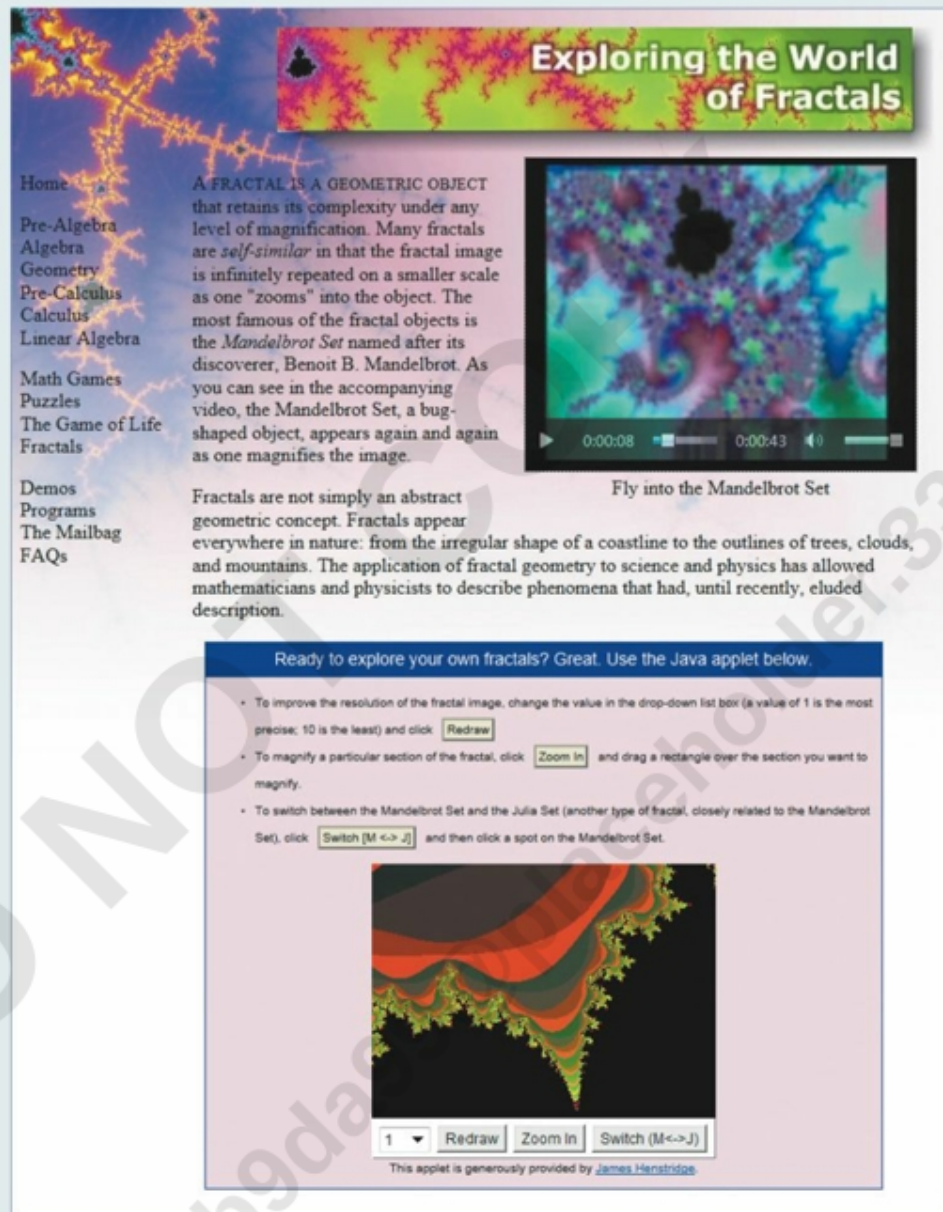 Exploring the World
of Fractals
Home
Pre-Algebra
Algebra
Geometry
Pre-Calculus
Calculus
Linear Algebra
Math Games
Puzzles
The Game of Life
Fractals
Demos
Programs
The Mailbag
FAQs
A FRACTAL IS A GEOMETRIC OBJECT
that retains its complexity under any
level of magnification. Many fractals
are self-similar in that the fractal image
is infinitely repeated on a smaller scale
as one "zooms" into the object. The
most famous of the fractal objects is
the Mandelbrot Set named after its
discoverer, Benoit B. Mandelbrot. As
you can see in the accompanying
video, the Mandelbrot Set, a bug-
shaped object, appears again and again
as one magnifies the image.
0:00:08 0:00:43
Fly into the Mandelbrot Set
Fractals are not simply an abstract
geometric concept. Fractals appear
everywhere in nature: from the irregular shape of a coastline to the outlines of trees, clouds,
and mountains. The application of fractal geometry to science and physics has allowed
mathematicians and physicists to describe phenomena that had, until recently, eluded
description.
Ready to explore your own fractals? Great. Use the Java applet below.
• To improve the resolution of the fractal image, change the value in the drop-down list box (a value of 1 is the most
precise; 10 is the least) and click Redraw
• To magnify a particular section of the fractal, click Zoom In and drag a rectangle over the section you want to
magnify.
• To switch between the Mandelbrot Set and the Julia Set (another type of fractal, closely related to the Mandelbrot
Set), click Switch [M <-> J] and then click a spot on the Mandelbrot Set.
1 Redraw Zoom In Switch (M<->J)
This applet is generously provided by James Henstridge.